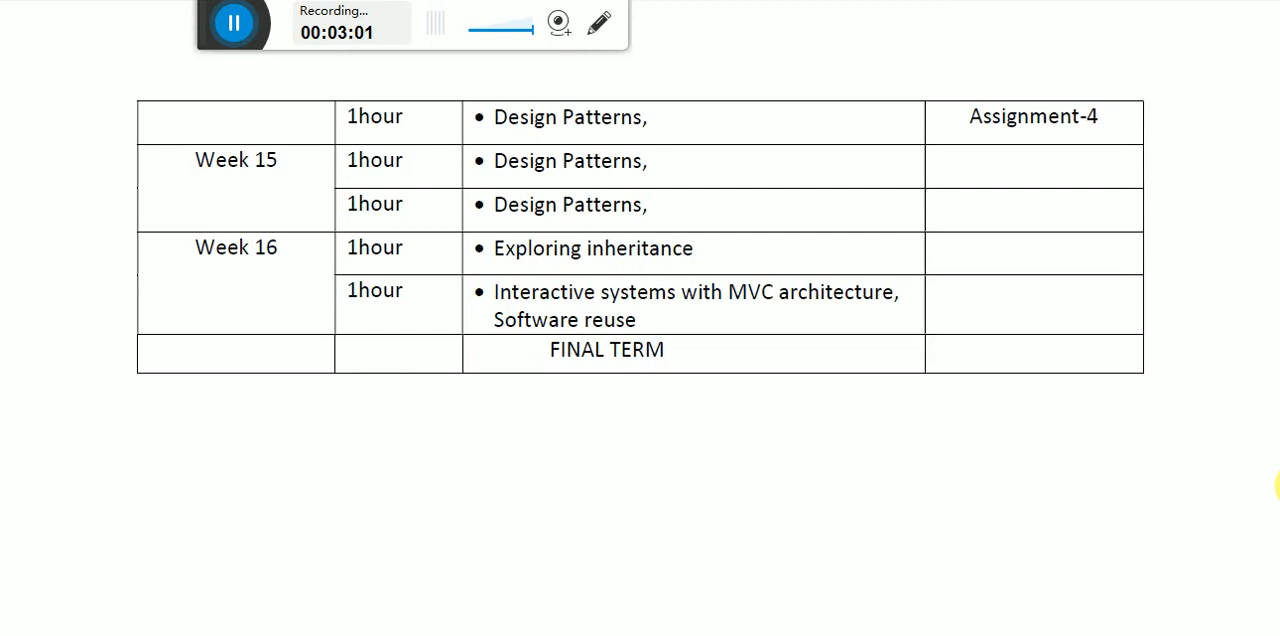 Recording...
00:03:01
1hour • Design Patterns, Assignment-4
Week 15 1hour • Design Patterns,
1hour • Design Patterns,
Week 16 1hour • Exploring inheritance
1hour • Interactive systems with MVC architecture,
Software reuse
FINAL TERM